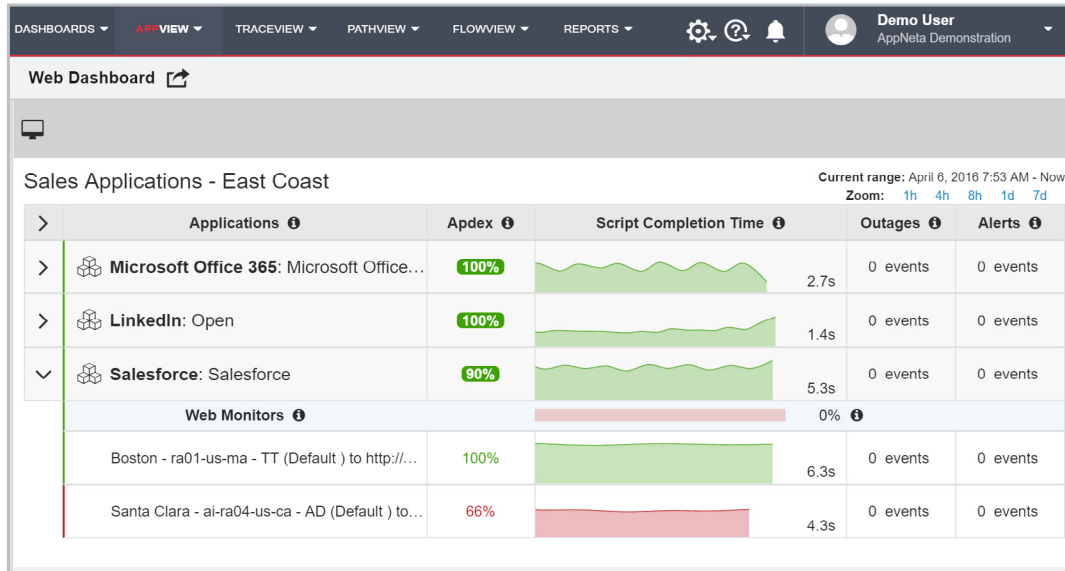 DASHBOARDS APPVIEW TRACEVIEW PATHVIEW FLOWVIEW REPORTS Demo User
AppNeta Demonstration
Web Dashboard
Sales Applications - East Coast
Current range: April 6, 2016 7:53 AM - Now
Zoom: 1h 4h 8h 1d 7d
Applications Apdex Script Completion Time Outages Alerts
Microsoft Office 365: Microsoft Office... 100% 2.7s 0 events 0 events
LinkedIn: Open 100% 1.4s 0 events 0 events
Salesforce: Salesforce 90% 5.3s 0 events 0 events
Web Monitors 0%
Boston - ra01-us-ma - TT (Default ) to http://... 100% 6.3s 0 events 0 events
Santa Clara - ai-ra04-us-ca - AD (Default ) to... 66% 4.3s 0 events 0 events